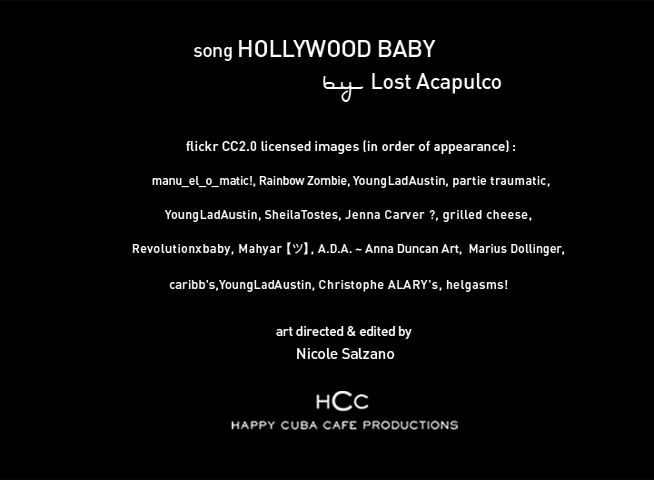 song HOLLYWOOD BABY
by Lost Acapulco
flickr CC2.0 licensed images (in order of appearance) :
manu_el_o_matic!, Rainbow Zombie, YoungLadAustin, partie traumatic,
YoungLadAustin, SheilaTostes, Jenna Carver ?, grilled cheese,
Revolutionxbaby, Mahyar【ツ】, A.D.A. ~ Anna Duncan Art, Marius Dollinger,
caribb's,YoungLadAustin, Christophe ALARY's, helgasms!
art directed & edited by
Nicole Salzano
HCC
HAPPY CUBA CAFE PRODUCTIONS